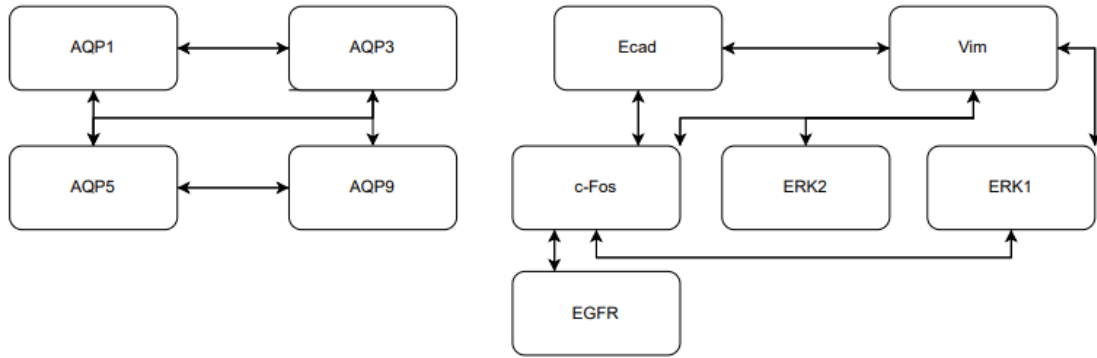 AQP1
AQP3
AQP5
AQP9
Ecad
Vim
c-Fos
ERK2
ERK1
EGFR